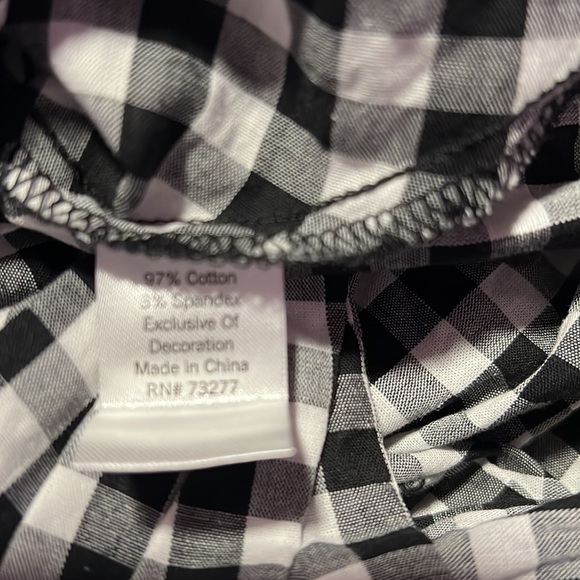 97% Cotton
3% Spandex
Exclusive Of
Decoration
Made in China
RN# 73277